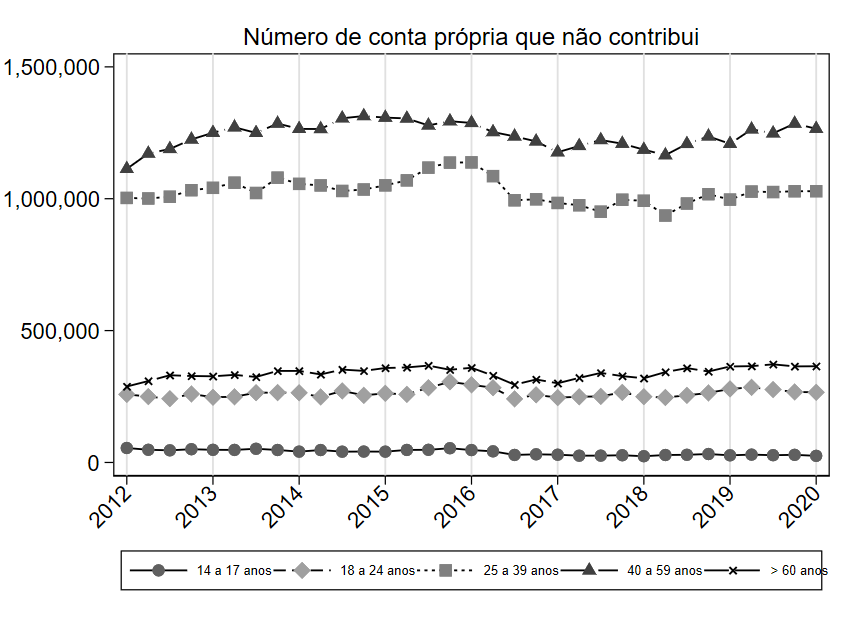 Número de conta própria que não contribui
1,500,000
1,000,000
500,000
0
2012 2013 2014 2015 2016 2017 2018 2019 2020
14 a 17 anos 18 a 24 anos 25 a 39 anos 40 a 59 anos > 60 anos